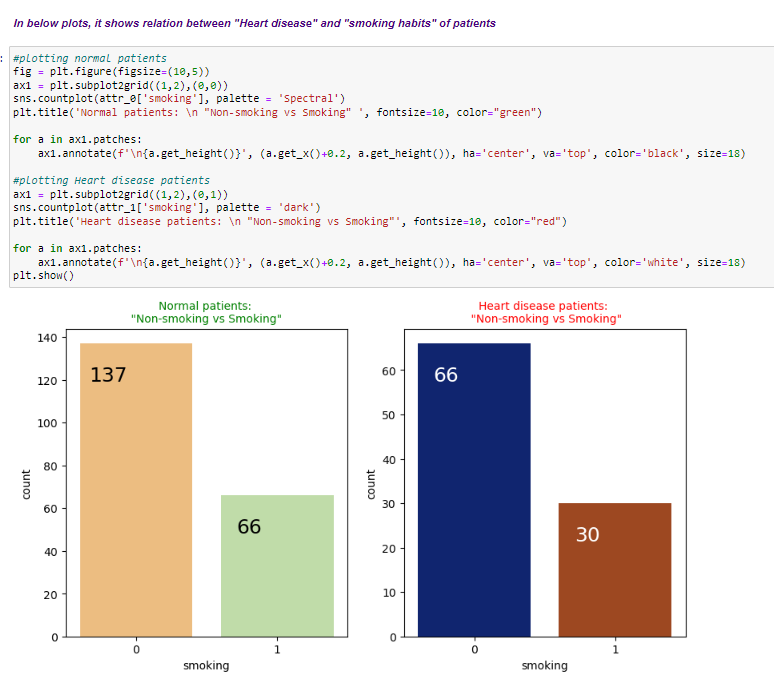 In below plots, it shows relation between "Heart disease" and "smoking habits" of patients
:
#plotting normal patients
fig = plt.figure(figsize=(10,5))
ax1 = plt.subplot2grid((1,2),(0,0))
sns.countplot(attr_0['smoking'], palette = 'Spectral')
plt.title('Normal patients: \n "Non-smoking vs Smoking" ', fontsize=10, color="green")
for a in ax1.patches:
    ax1.annotate(f'\n{a.get_height()}', (a.get_x()+0.2, a.get_height()), ha='center', va='top', color='black', size=18)
#plotting Heart disease patients
ax1 = plt.subplot2grid((1,2),(0,1))
sns.countplot(attr_1['smoking'], palette = 'dark')
plt.title('Heart disease patients: \n "Non-smoking vs Smoking"', fontsize=10, color="red")
for a in ax1.patches:
    ax1.annotate(f'\n{a.get_height()}', (a.get_x()+0.2, a.get_height()), ha='center', va='top', color='white', size=18)
plt.show()
Normal patients:
"Non-smoking vs Smoking"
140
120
100
80
60
40
20
0
count
137
66
0 1
smoking
Heart disease patients:
"Non-smoking vs Smoking"
60
50
40
30
20
10
0
count
66
30
0 1
smoking